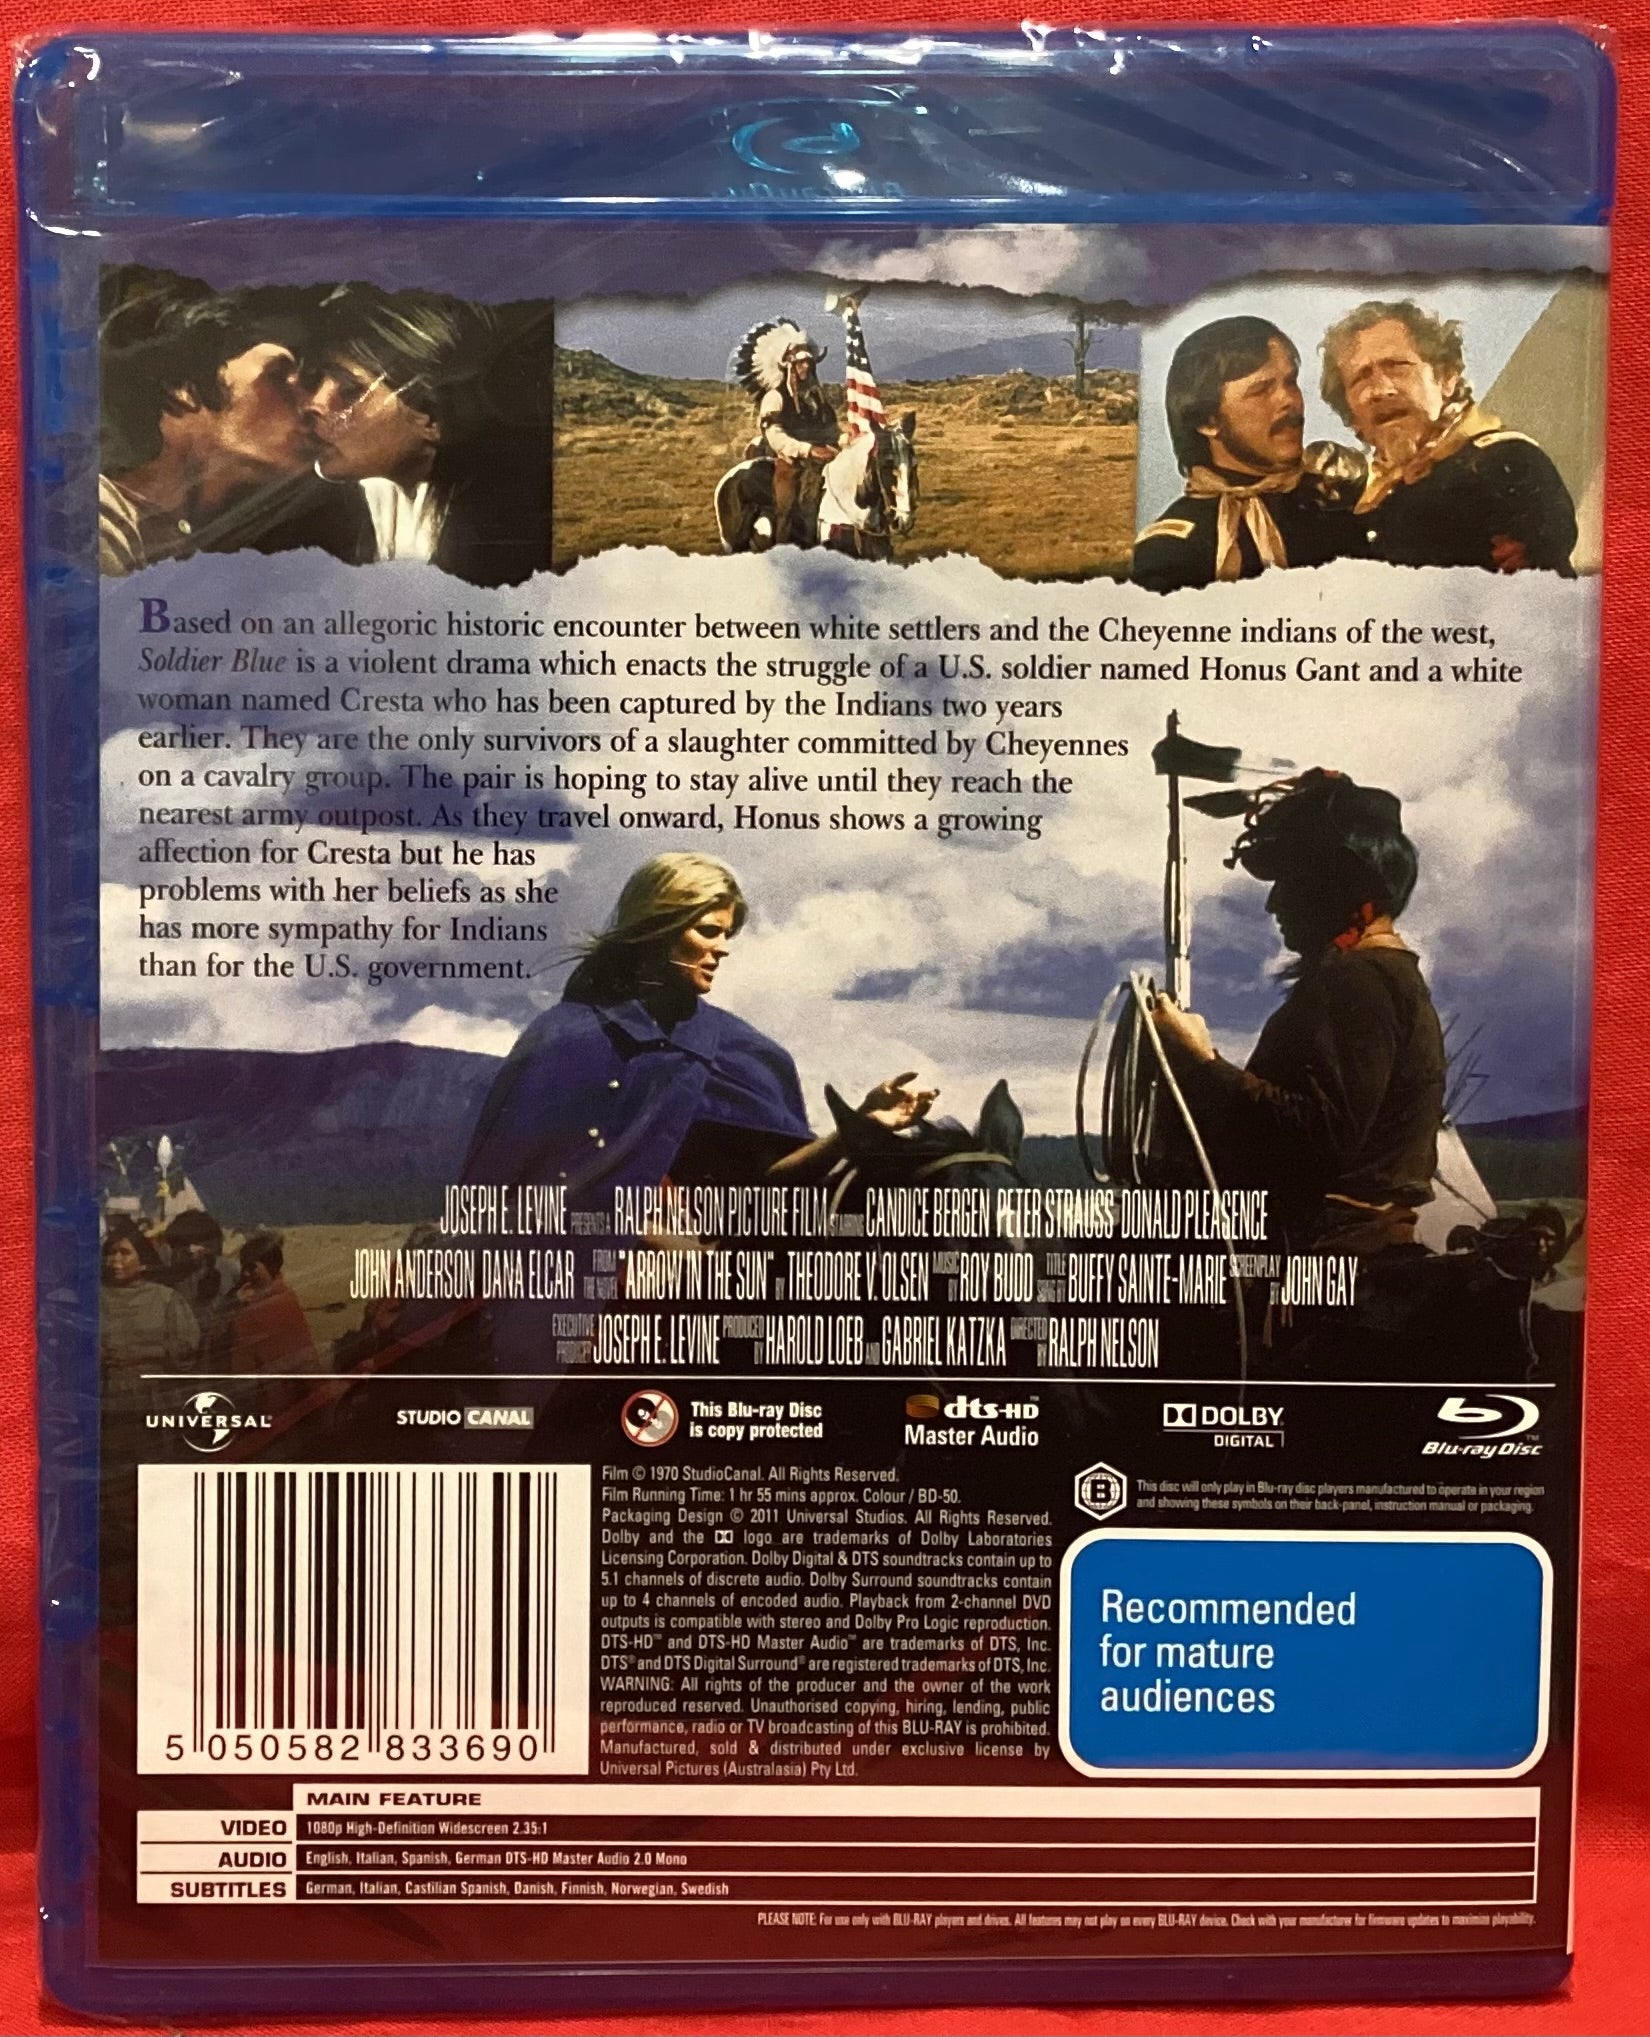 Based on an allegoric historic encounter between white settlers and the Cheyenne indians of the west,
Soldier Blue is a violent drama which enacts the struggle of a U.S. soldier named Honus Gant and a white
woman named Cresta who has been captured by the Indians two years
earlier. They are the only survivors of a slaughter committed by Cheyennes
on a cavalry group. The pair is hoping to stay alive until they reach the
nearest army outpost. As they travel onward, Honus shows a growing
affection for Cresta but he has
problems with her beliefs as she
has more sympathy for Indians
than for the U.S. government.
JOSEPH E. LEVINE PRESENTS A RALPH NELSON PICTURE FILM STARRING CANDICE BERGEN PETER STRAUSS DONALD PLEASENCE
JOHN ANDERSON DANA ELCAR FROM THE NOVEL "ARROW IN THE SUN" BY THEODORE V. OLSEN MUSIC BY ROY BUDD TITLE SONG BY BUFFY SAINTE-MARIE SCREENPLAY BY JOHN GAY
EXECUTIVE PRODUCER JOSEPH E. LEVINE PRODUCED BY HAROLD LOEB AND GABRIEL KATZKA DIRECTED BY RALPH NELSON
UNIVERSAL
STUDIO CANAL
This Blu-ray Disc
is copy protected
dts-HD™
Master Audio
DOLBY
DIGITAL
Blu-ray Disc™
5 050582 833690
Film © 1970 StudioCanal. All Rights Reserved.
Film Running Time: 1 hr 55 mins approx. Colour / BD-50.
Packaging Design © 2011 Universal Studios. All Rights Reserved.
Dolby and the logo are trademarks of Dolby Laboratories
Licensing Corporation. Dolby Digital & DTS soundtracks contain up to
5.1 channels of discrete audio. Dolby Surround soundtracks contain
up to 4 channels of encoded audio. Playback from 2-channel DVD
outputs is compatible with stereo and Dolby Pro Logic reproduction.
DTS-HD™ and DTS-HD Master Audio™ are trademarks of DTS, Inc.
DTS® and DTS Digital Surround® are registered trademarks of DTS, Inc.
WARNING: All rights of the producer and the owner of the work
reproduced reserved. Unauthorised copying, hiring, lending, public
performance, radio or TV broadcasting of this BLU-RAY is prohibited.
Manufactured, sold & distributed under exclusive license by
Universal Pictures (Australasia) Pty Ltd.
B
This disc will only play in Blu-ray disc players manufactured to operate in your region
and showing these symbols on their back-panel, instruction manual or packaging.
Recommended
for mature
audiences
MAIN FEATURE
VIDEO 1080p High-Definition Widescreen 2.35:1
AUDIO English, Italian, Spanish, German DTS-HD Master Audio 2.0 Mono
SUBTITLES German, Italian, Castilian Spanish, Danish, Finnish, Norwegian, Swedish
PLEASE NOTE: For use only with BLU-RAY players and drives. All features may not play on every BLU-RAY device. Check with your manufacturer for firmware updates to maximise playability.